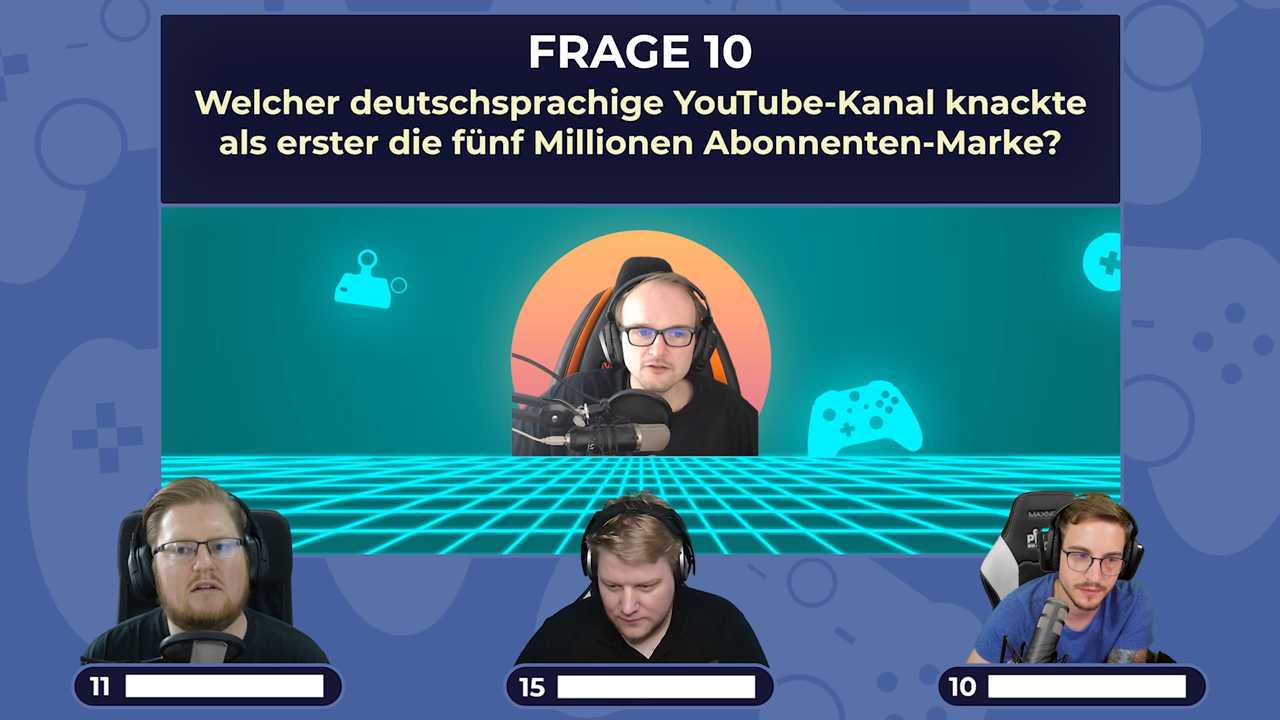 FRAGE 10
Welcher deutschsprachige YouTube-Kanal knackte
als erster die fünf Millionen Abonnenten-Marke?
11
15
10